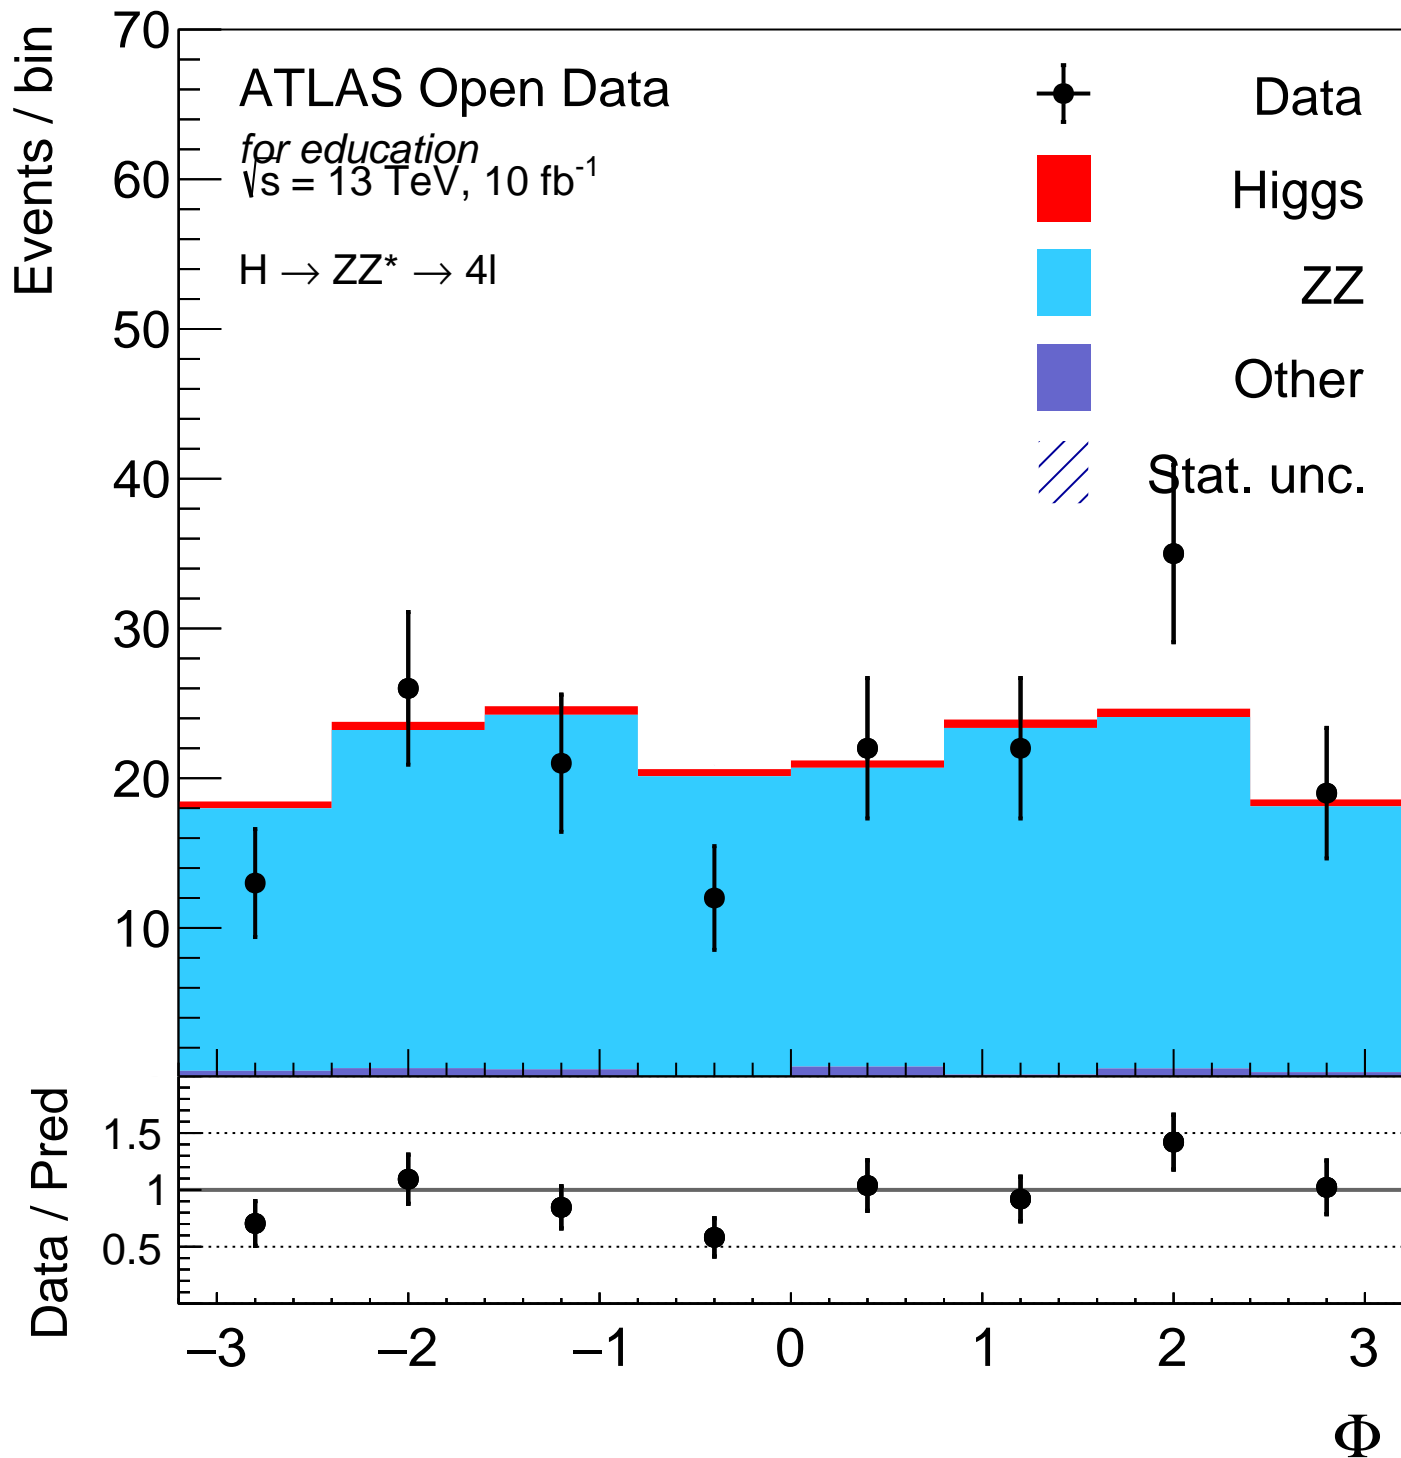 70
60
50
40
30
20
10
Events / bin
ATLAS Open Data
for education
√s = 13 TeV, 10 fb-1
H → ZZ* → 4l
Data
Higgs
ZZ
Other
Stat. unc.
1.5
1
0.5
Data / Pred
−3 −2 −1 0 1 2 3
Φ